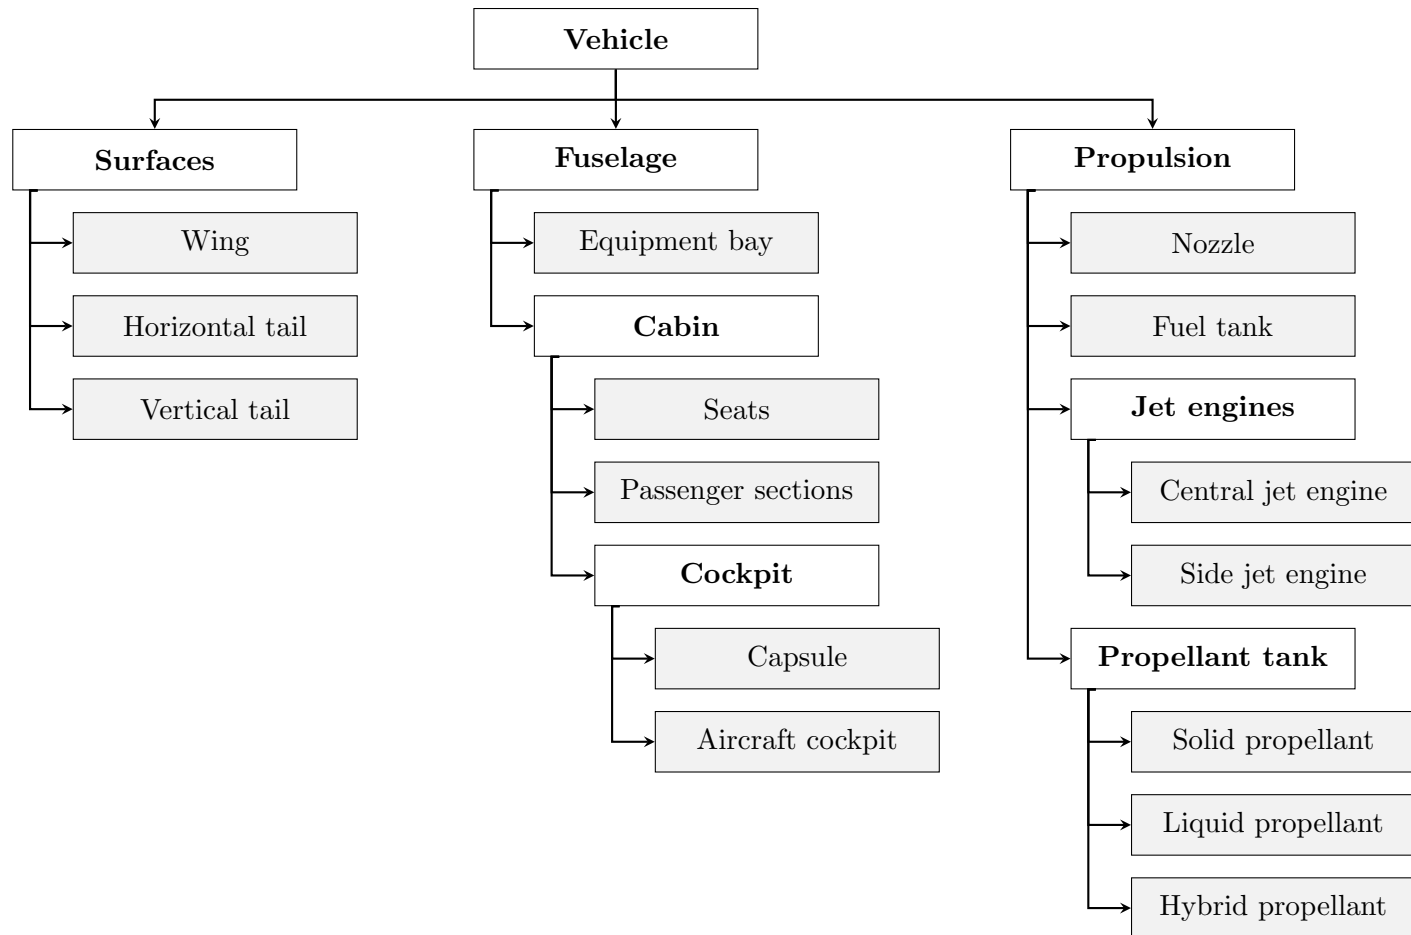 Vehicle
Surfaces
Wing
Horizontal tail
Vertical tail
Fuselage
Equipment bay
Cabin
Seats
Passenger sections
Cockpit
Capsule
Aircraft cockpit
Propulsion
Nozzle
Fuel tank
Jet engines
Central jet engine
Side jet engine
Propellant tank
Solid propellant
Liquid propellant
Hybrid propellant